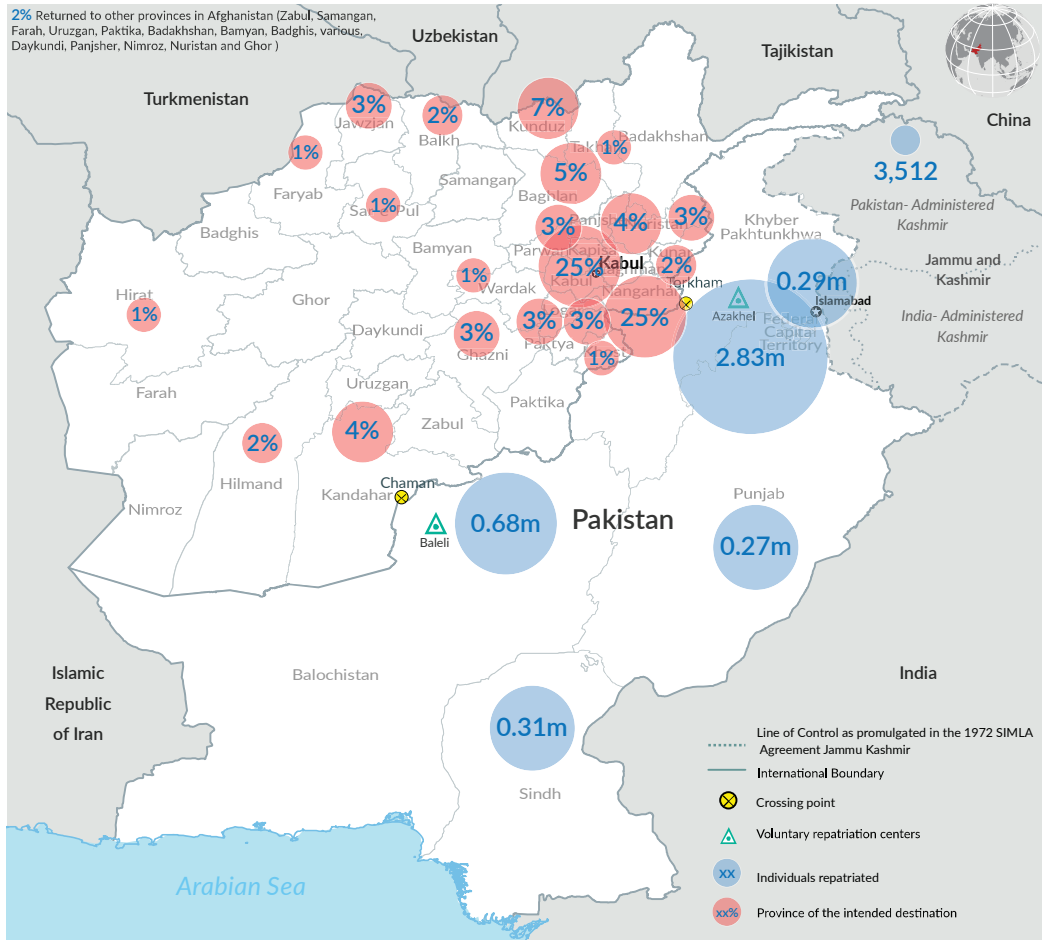 2% Returned to other provinces in Afghanistan (Zabul, Samangan,
Farah, Uruzgan, Paktika, Badakhshan, Bamyan, Badghis, various,
Daykundi, Panjsher, Nimroz, Nuristan and Ghor )
Uzbekistan
Tajikistan
Turkmenistan
China
3%
Jawzjan
2%
Balkh
7%
Kunduz
1%
Badakhshan
1%
Faryab
Samangan
5%
Baghlan
3,512
Pakistan- Administered
Kashmir
1%
Badghis
3%
4%
3%
Khyber
Pakhtunkhwa
Bamyan
25%
Kabul
Kabul
2%
Torkham
Jammu and
Kashmir
1%
Wardak
Nangarhar
Azakhel
0.29m
Islamabad
Hirat
1%
Ghor
Daykundi
3%
Ghazni
3%
Paktya
3%
25%
Federal
Capital
Territory
India- Administered
Kashmir
1%
2.83m
Farah
Uruzgan
Paktika
4%
Zabul
2%
Hilmand
Kandahar
Chaman
Nimroz
Baleli
0.68m
Pakistan
Punjab
0.27m
Balochistan
Islamic
Republic
of Iran
India
0.31m
Sindh
Arabian Sea
Line of Control as promulgated in the 1972 SIMLA
Agreement Jammu Kashmir
International Boundary
Crossing point
Voluntary repatriation centers
xx
Individuals repatriated
xx%
Province of the intended destination